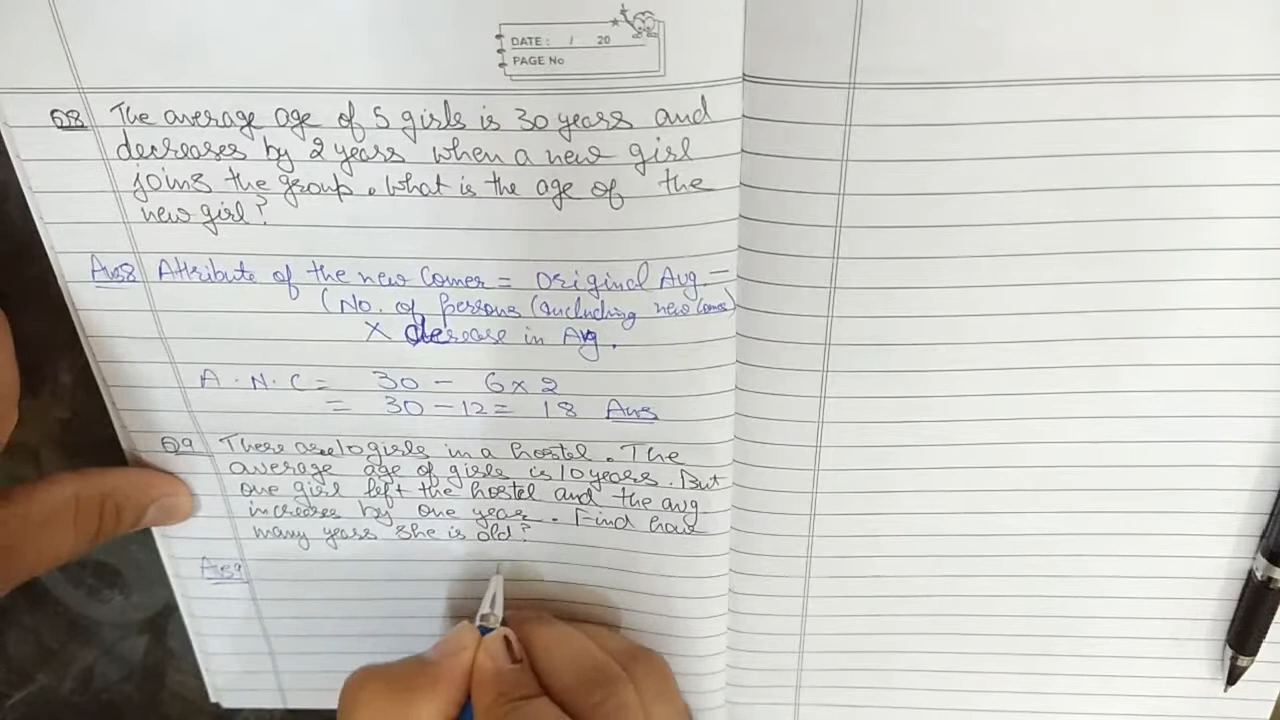 DATE : / 20
PAGE No
Q8 The average age of 5 girls is 30 years and
decreases by 2 years when a new girl
joins the group. What is the age of the
new girl?
Ans8 Attribute of the new Comer = Original Avg -
(No. of persons (including new Comer)
X decrease in Avg.
A.N.C = 30 - 6 x 2
= 30 - 12 = 18 Ans
Q9 There are 10 girls in a hostel. The
average age of girls is 10 years. But
one girl left the hostel and the avg
increases by one year. Find how
many years she is old?
Ans9